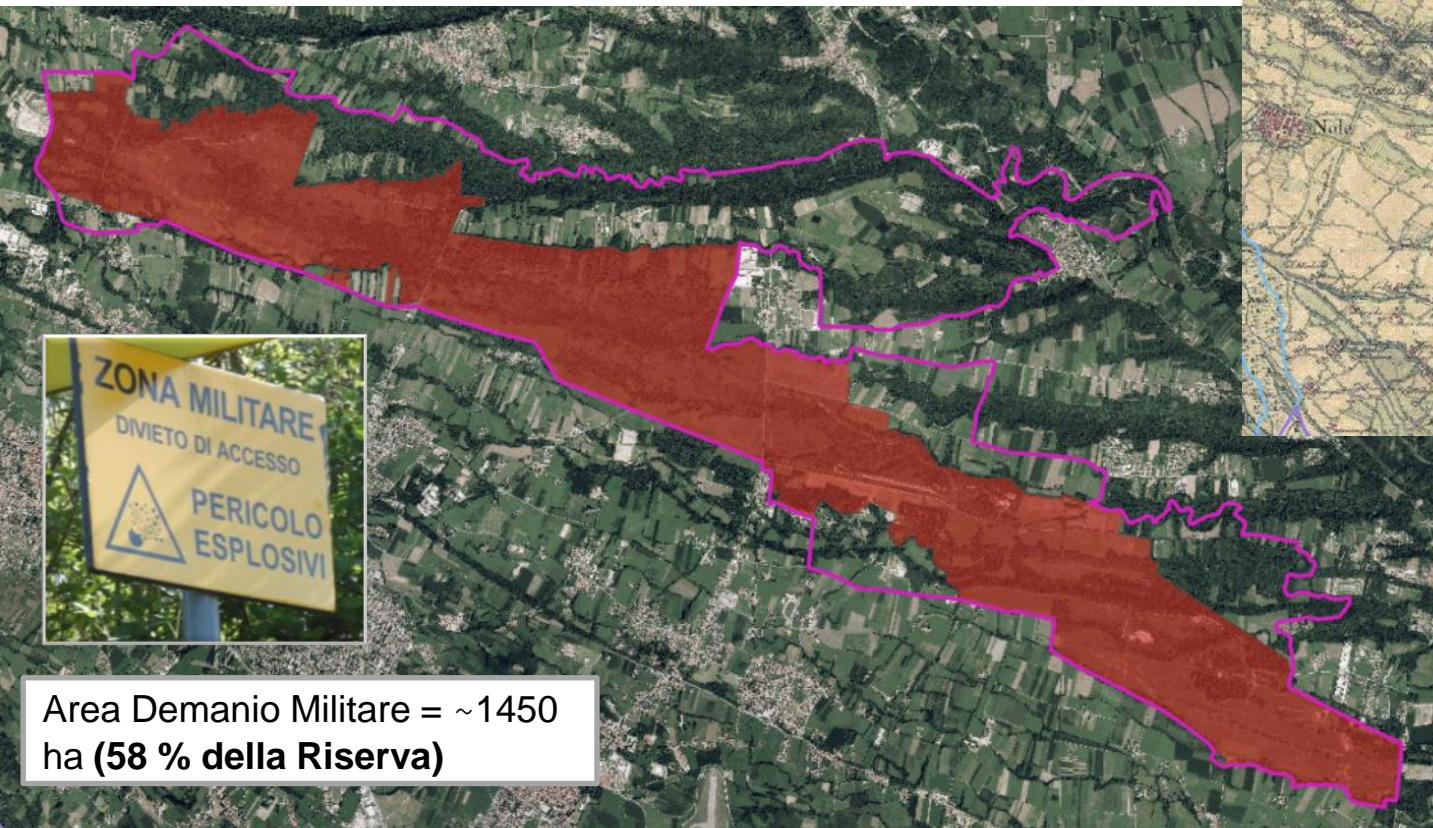 Nole
ZONA MILITARE
DIVIETO DI ACCESSO
PERICOLO
ESPLOSIVI
Area Demanio Militare = ~1450
ha (58 % della Riserva)